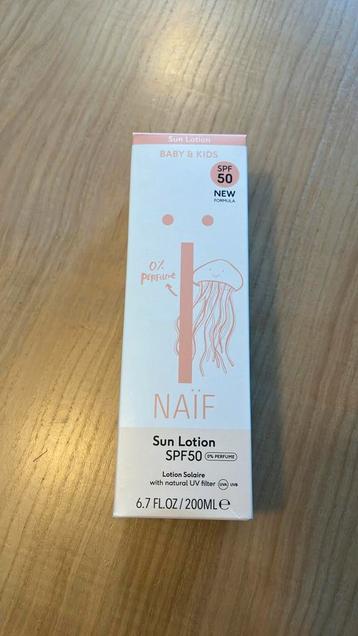 Sun Lotion
BABY & KIDS
SPF
50
NEW
FORMULA
0%
PERFUME
NAÏF
Sun Lotion
SPF50 0% PERFUME
Lotion Solaire
with natural UV filter UVA UVB
6.7 FL.OZ/200ML℮